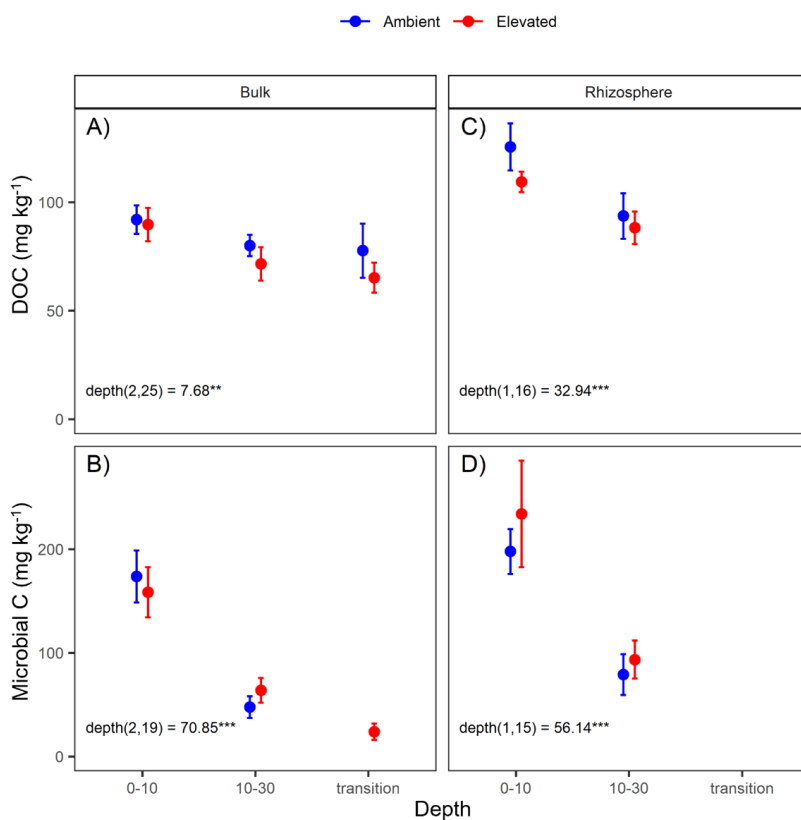 Ambient Elevated
Bulk Rhizosphere
A) C)
DOC (mg kg⁻¹)
100
50
0
depth(2,25) = 7.68** depth(1,16) = 32.94***
B) D)
Microbial C (mg kg⁻¹)
200
100
0
depth(2,19) = 70.85*** depth(1,15) = 56.14***
0-10 10-30 transition 0-10 10-30 transition
Depth